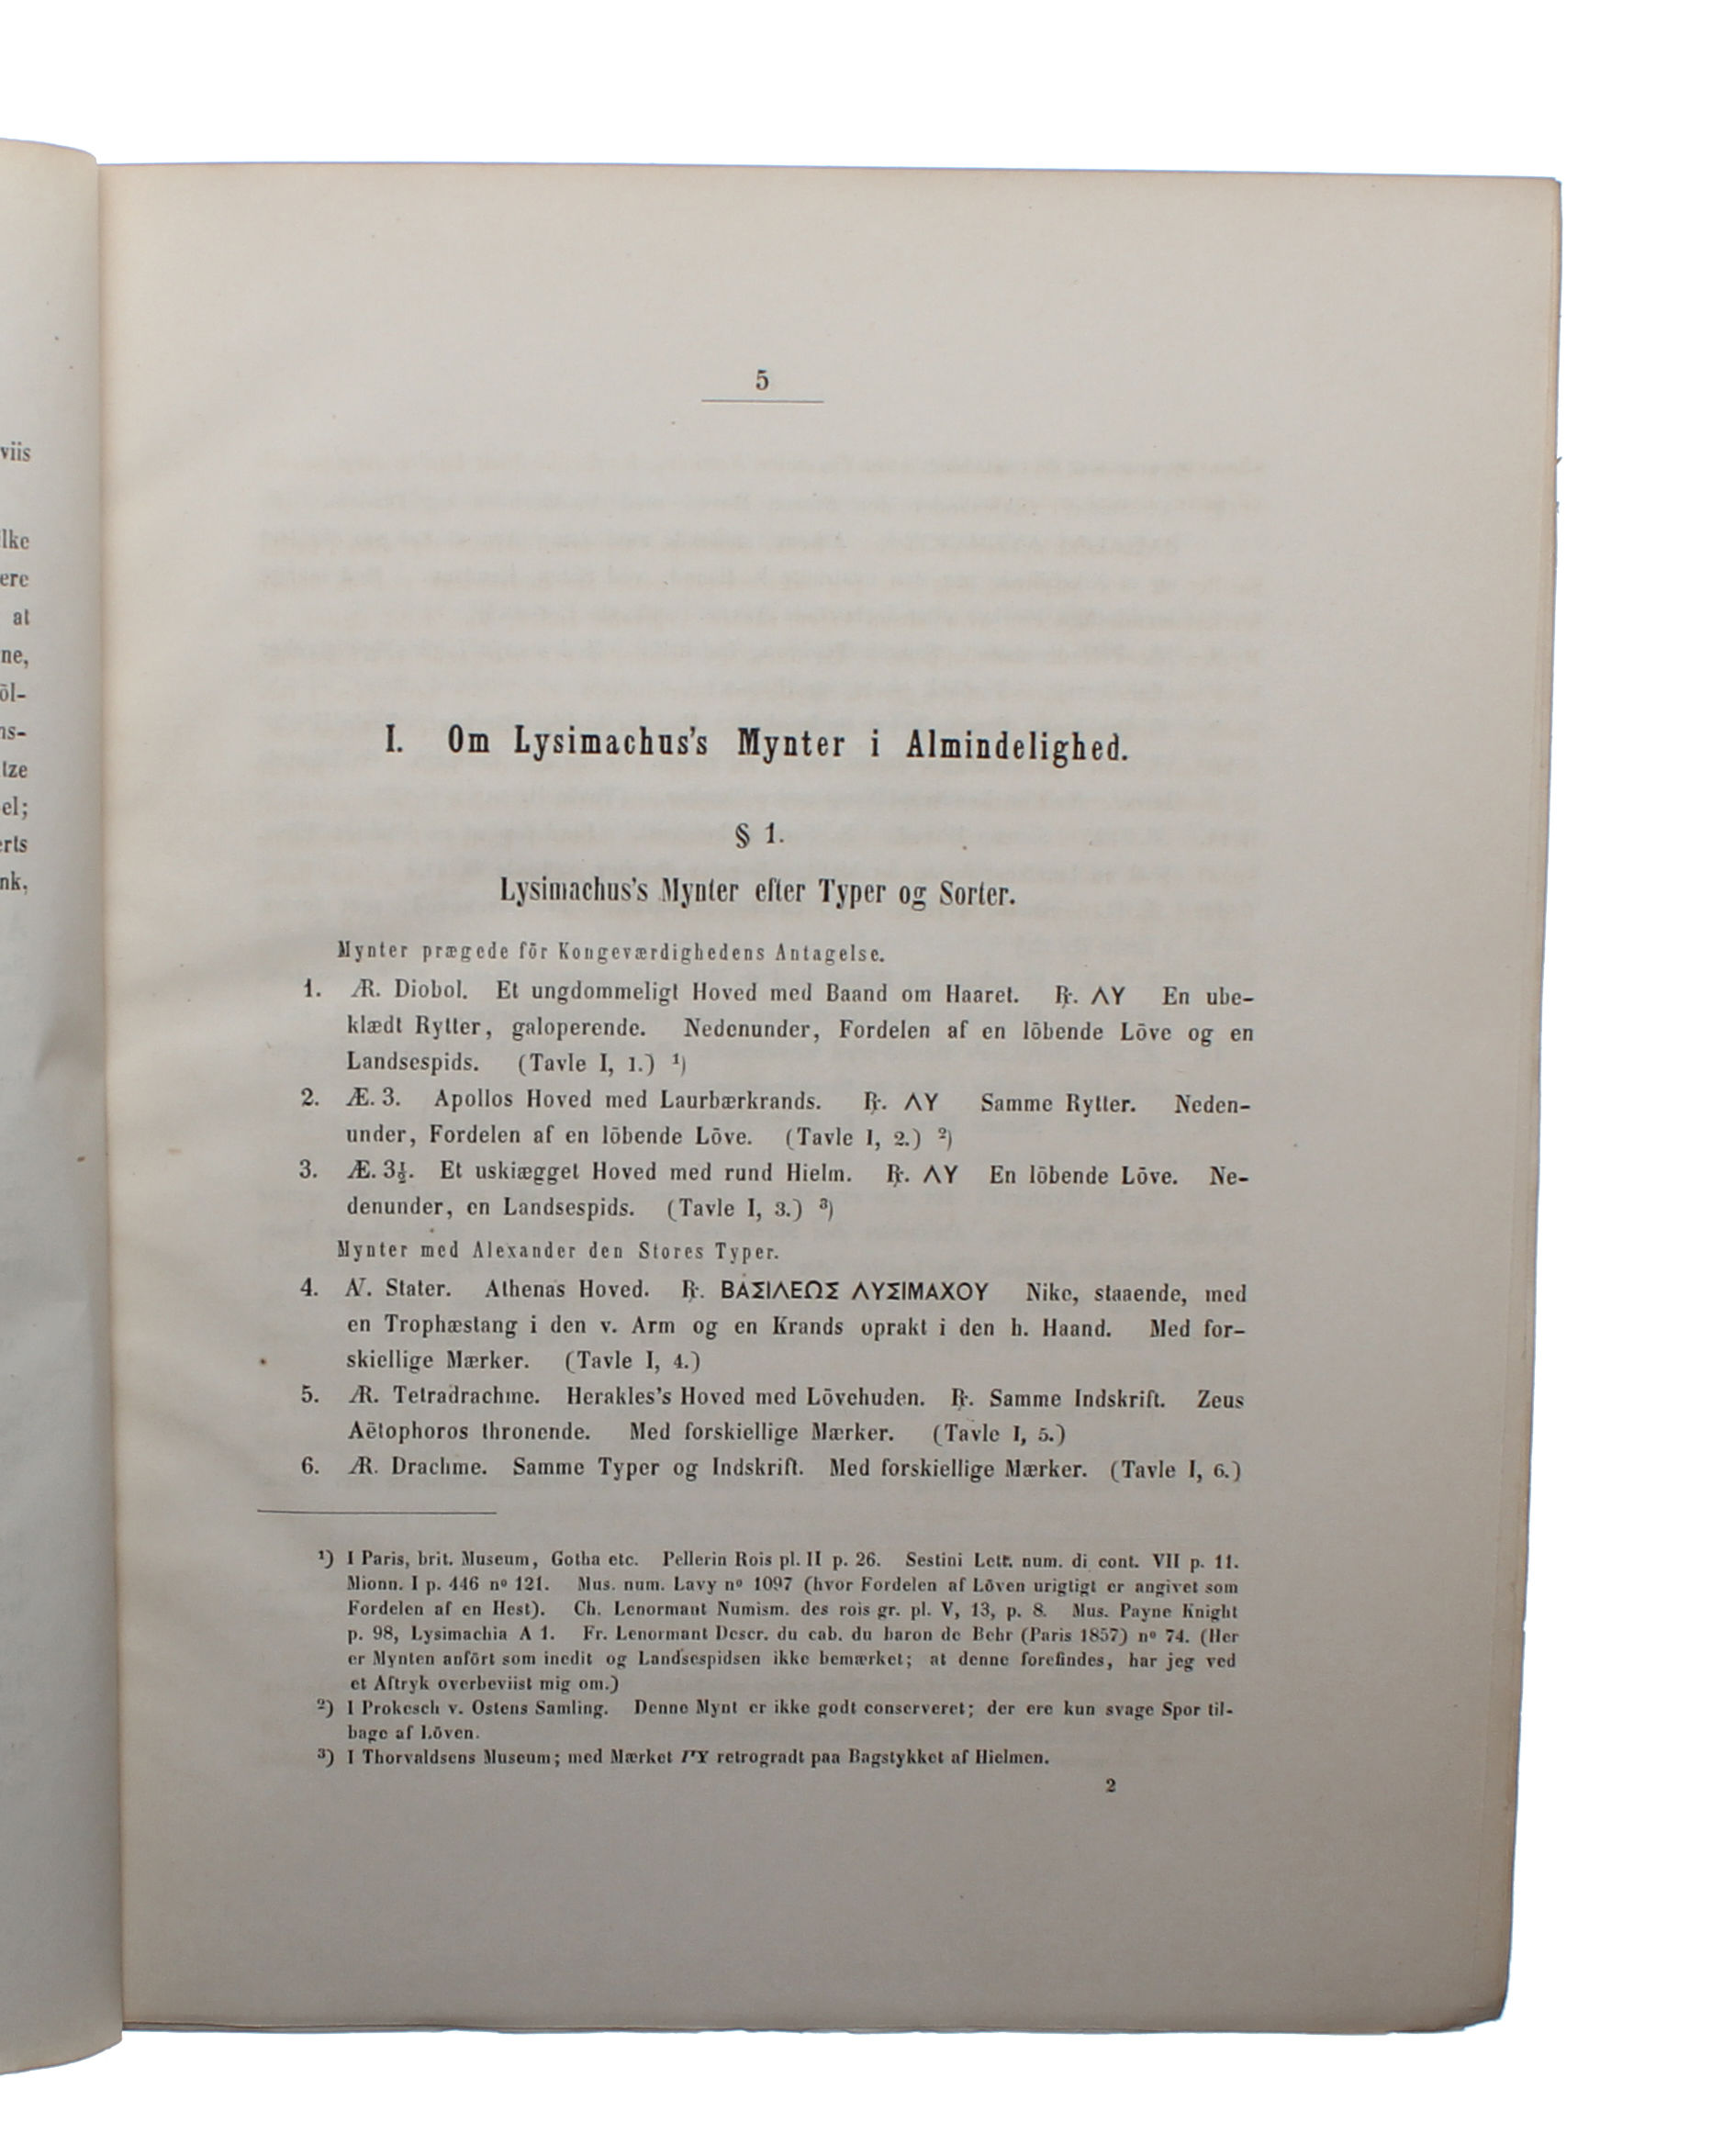 viis
lke
ere
at
ne,
öl-
ns-
tze
el;
erts
nk,
5
I. Om Lysimachus's Mynter i Almindelighed.
§ 1.
Lysimachus's Mynter efter Typer og Sorter.
Mynter prægede för Kongeværdighedens Antagelse.
1. Æ. Diobol. Et ungdommeligt Hoved med Baand om Haaret. ℞. ΛΥ En ube-
klædt Rytter, galoperende. Nedenunder, Fordelen af en löbende Löve og en
Landsespids. (Tavle I, 1.) ¹)
2. Æ. 3. Apollos Hoved med Laurbærkrands. ℞. ΛΥ Samme Rytter. Neden-
under, Fordelen af en löbende Löve. (Tavle I, 2.) ²)
3. Æ. 3½. Et uskiægget Hoved med rund Hielm. ℞. ΛΥ En löbende Löve. Ne-
denunder, en Landsespids. (Tavle I, 3.) ³)
Mynter med Alexander den Stores Typer.
4. AV. Stater. Athenas Hoved. ℞. ΒΑΣΙΛΕΩΣ ΛΥΣΙΜΑΧΟΥ Nike, staaende, med
en Trophæstang i den v. Arm og en Krands oprakt i den h. Haand. Med for-
skiellige Mærker. (Tavle I, 4.)
5. AR. Tetradrachme. Herakles's Hoved med Lövehuden. ℞. Samme Indskrift. Zeus
Aëtophoros thronende. Med forskiellige Mærker. (Tavle I, 5.)
6. AR. Drachme. Samme Typer og Indskrift. Med forskiellige Mærker. (Tavle I, 6.)
¹) I Paris, brit. Museum, Gotha etc. Pellerin Rois pl. II p. 26. Sestini Lett. num. di cont. VII p. 11.
Mionn. I p. 446 nº 121. Mus. num. Lavy nº 1097 (hvor Fordelen af Löven urigtigt er angivet som
Fordelen af en Hest). Ch. Lenormant Numism. des rois gr. pl. V, 13, p. 8. Mus. Payne Knight
p. 98, Lysimachia A 1. Fr. Lenormant Descr. du cab. du baron de Behr (Paris 1857) nº 74. (Her
er Mynten anfört som inedit og Landsespidsen ikke bemærket; at denne forefindes, har jeg ved
et Aftryk overbeviist mig om.)
²) I Prokesch v. Ostens Samling. Denne Mynt er ikke godt conserveret; der ere kun svage Spor til-
bage af Löven.
³) I Thorvaldsens Museum; med Mærket ΓΥ retrogradt paa Bagstykket af Hielmen.
2